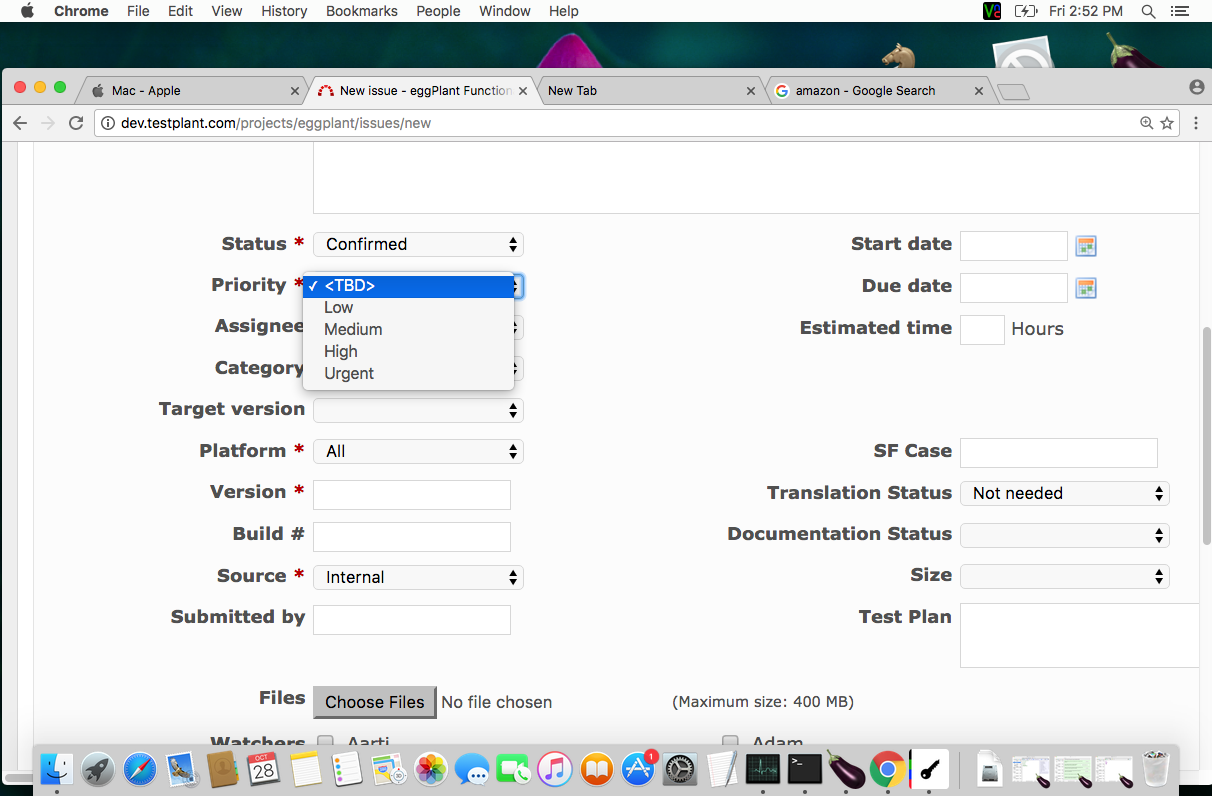 Chrome File Edit View History Bookmarks People Window Help Fri 2:52 PM
Mac - Apple New issue - eggPlant Function New Tab amazon - Google Search
dev.testplant.com/projects/eggplant/issues/new
Status * Confirmed Start date
Priority * ✓ <TBD> Due date
Low
Assignee Medium Estimated time Hours
High
Category Urgent
Target version
Platform * All SF Case
Version * Translation Status Not needed
Build # Documentation Status
Source * Internal Size
Submitted by Test Plan
Files Choose Files No file chosen (Maximum size: 400 MB)
Watchers Aarti Adam
OCT
28
1